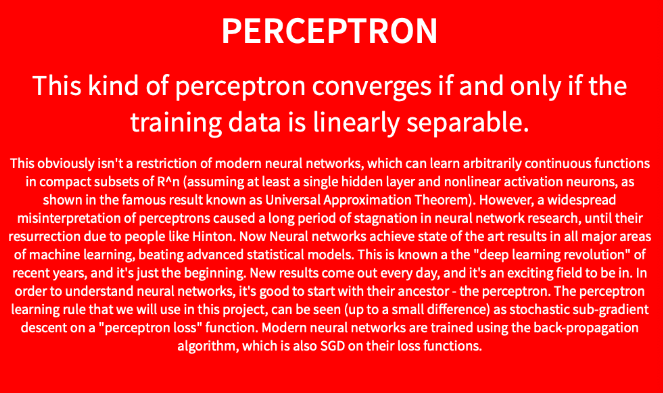 PERCEPTRON
This kind of perceptron converges if and only if the
training data is linearly separable.
This obviously isn't a restriction of modern neural networks, which can learn arbitrarily continuous functions
in compact subsets of R^n (assuming at least a single hidden layer and nonlinear activation neurons, as
shown in the famous result known as Universal Approximation Theorem). However, a widespread
misinterpretation of perceptrons caused a long period of stagnation in neural network research, until their
resurrection due to people like Hinton. Now Neural networks achieve state of the art results in all major areas
of machine learning, beating advanced statistical models. This is known a the "deep learning revolution" of
recent years, and it's just the beginning. New results come out every day, and it's an exciting field to be in. In
order to understand neural networks, it's good to start with their ancestor - the perceptron. The perceptron
learning rule that we will use in this project, can be seen (up to a small difference) as stochastic sub-gradient
descent on a "perceptron loss" function. Modern neural networks are trained using the back-propagation
algorithm, which is also SGD on their loss functions.